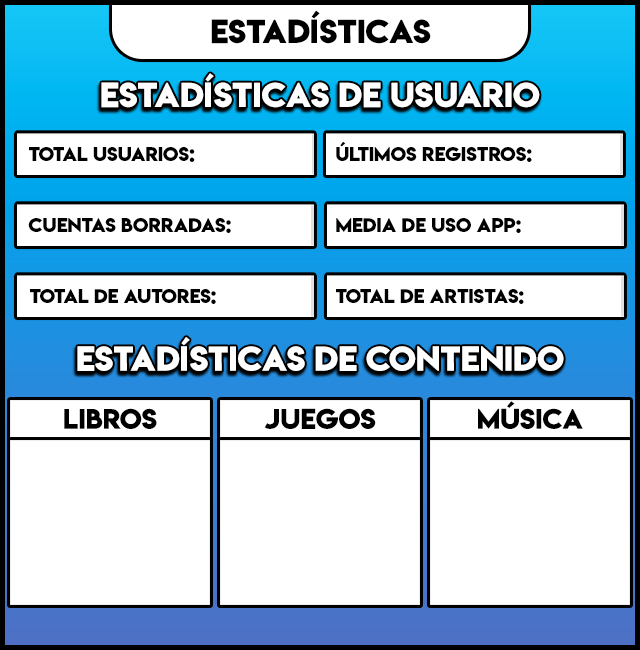 ESTADÍSTICAS
ESTADÍSTICAS DE USUARIO
TOTAL USUARIOS:
ÚLTIMOS REGISTROS:
CUENTAS BORRADAS:
MEDIA DE USO APP:
TOTAL DE AUTORES:
TOTAL DE ARTISTAS:
ESTADÍSTICAS DE CONTENIDO
LIBROS
JUEGOS
MÚSICA